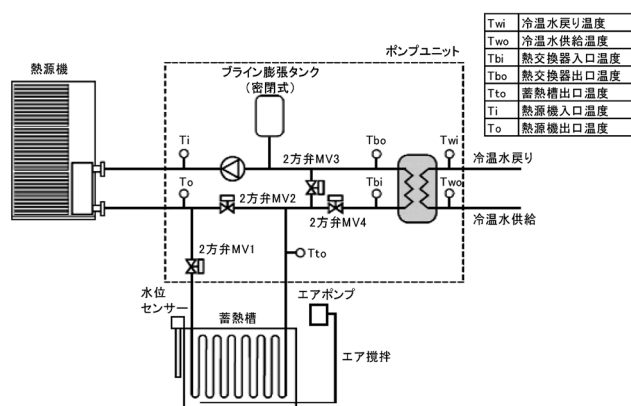 Twi 冷温水戻り温度
Two 冷温水供給温度
Tbi 熱交換器入口温度
Tbo 熱交換器出口温度
Tto 蓄熱槽出口温度
Ti 熱源機入口温度
To 熱源機出口温度
ポンプユニット
熱源機
ブライン膨張タンク
(密閉式)
Ti
2方弁MV3
Tbo
Twi
冷温水戻り
To
2方弁MV2
Tbi
Two
2方弁MV4
冷温水供給
2方弁MV1
Tto
水位
センサー
蓄熱槽
エアポンプ
エア撹拌